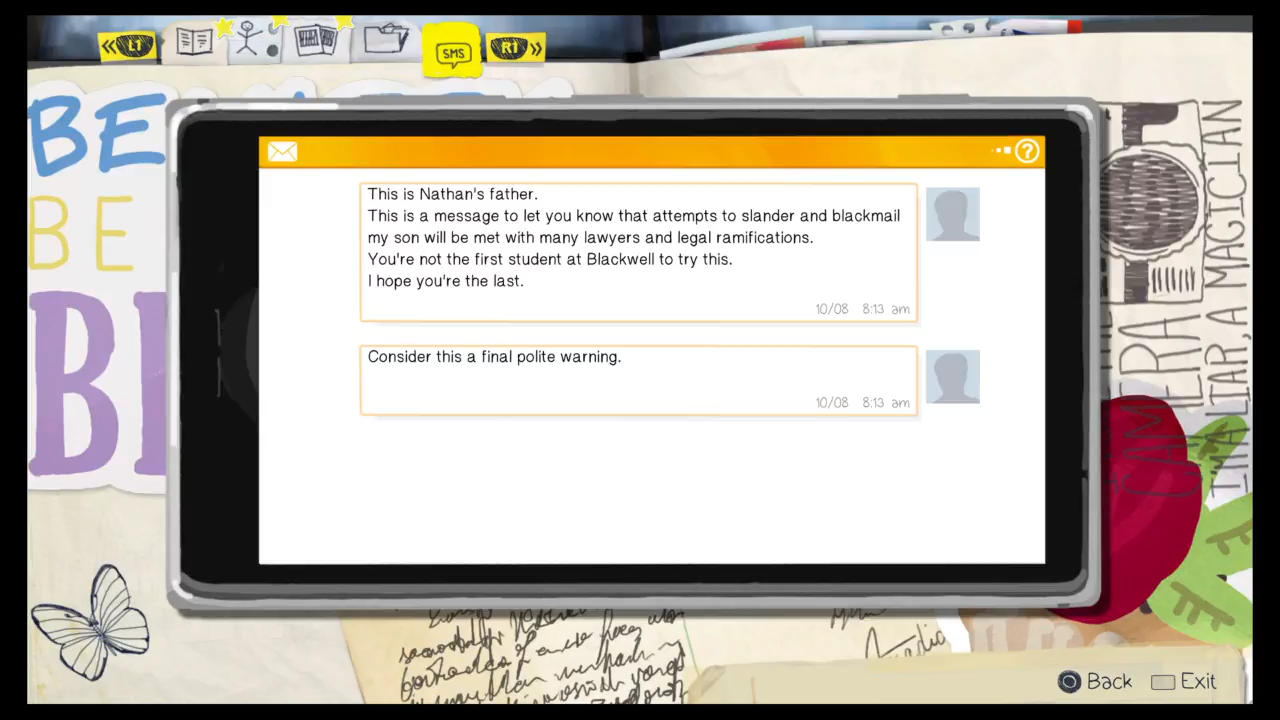 L1
SMS
R1
BE
BE
B
This is Nathan's father.
This is a message to let you know that attempts to slander and blackmail
my son will be met with many lawyers and legal ramifications.
You're not the first student at Blackwell to try this.
I hope you're the last.
10/08 8:13 am
Consider this a final polite warning.
10/08 8:13 am
?
CAMERA
I'M A LIAR, A MAGICIAN
Back
Exit